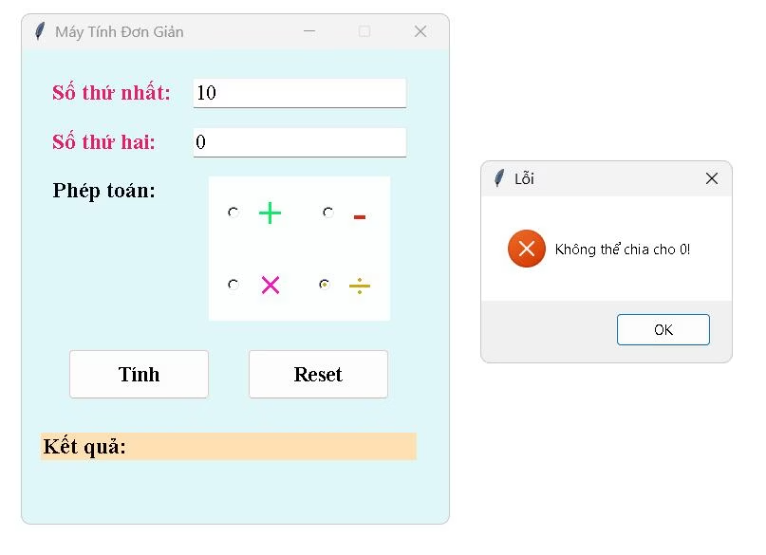 Máy Tính Đơn Giản
Số thứ nhất: 10
Số thứ hai: 0
Phép toán:
+ -
× ÷
Tính Reset
Kết quả:
Lỗi
Không thể chia cho 0!
OK